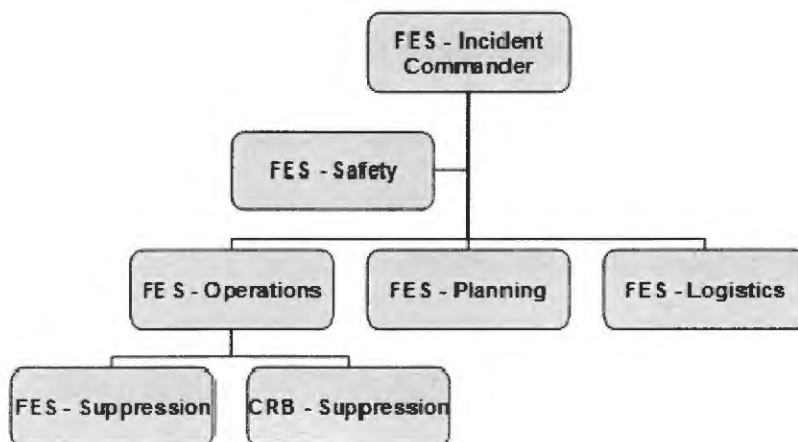 FES - Incident
Commander
FES - Safety
FES - Operations
FES - Planning
FES - Logistics
FES - Suppression
CRB - Suppression